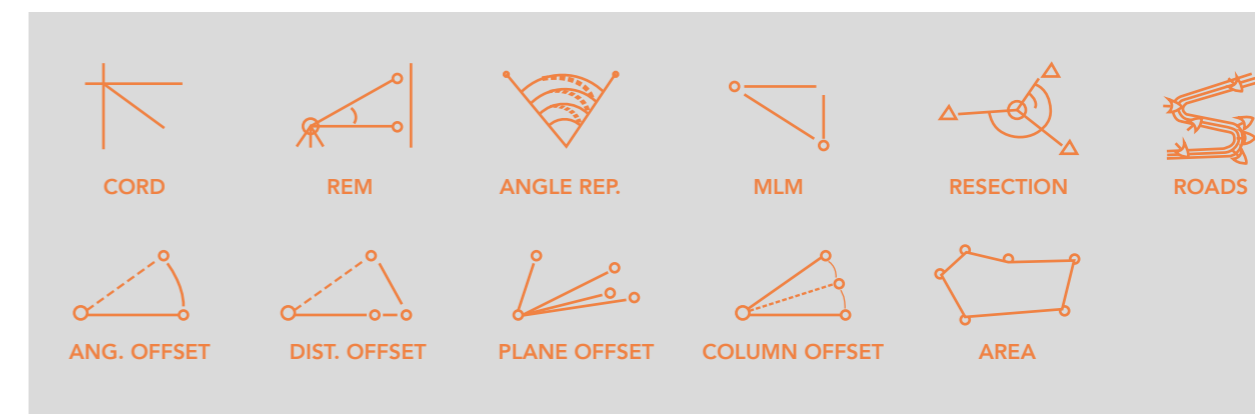 CORD REM ANGLE REP. MLM RESECTION ROADS
ANG. OFFSET DIST. OFFSET PLANE OFFSET COLUMN OFFSET AREA